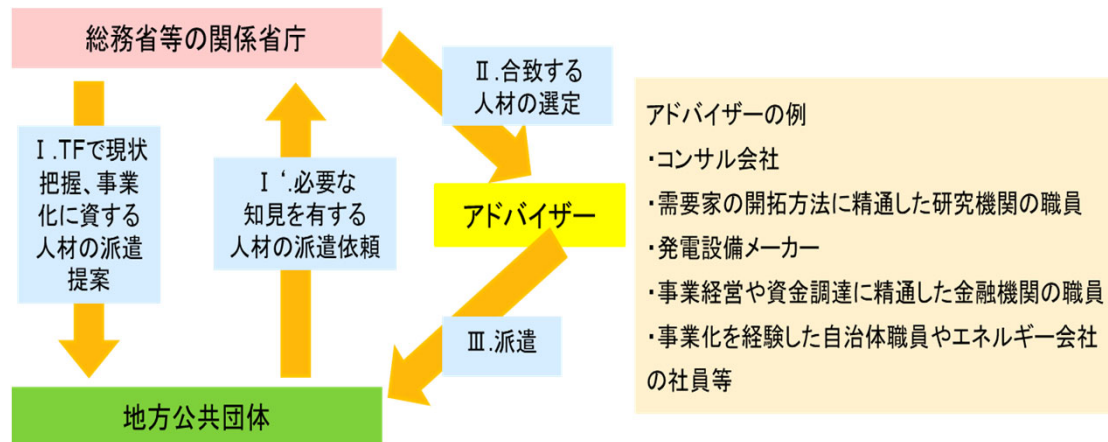 総務省等の関係省庁
Ⅱ.合致する
人材の選定
Ⅰ.TFで現状
把握、事業
化に資する
人材の派遣
提案
Ⅰ‘.必要な
知見を有する
人材の派遣依頼
アドバイザー
Ⅲ.派遣
地方公共団体
アドバイザーの例
・コンサル会社
・需要家の開拓方法に精通した研究機関の職員
・発電設備メーカー
・事業経営や資金調達に精通した金融機関の職員
・事業化を経験した自治体職員やエネルギー会社
の社員等